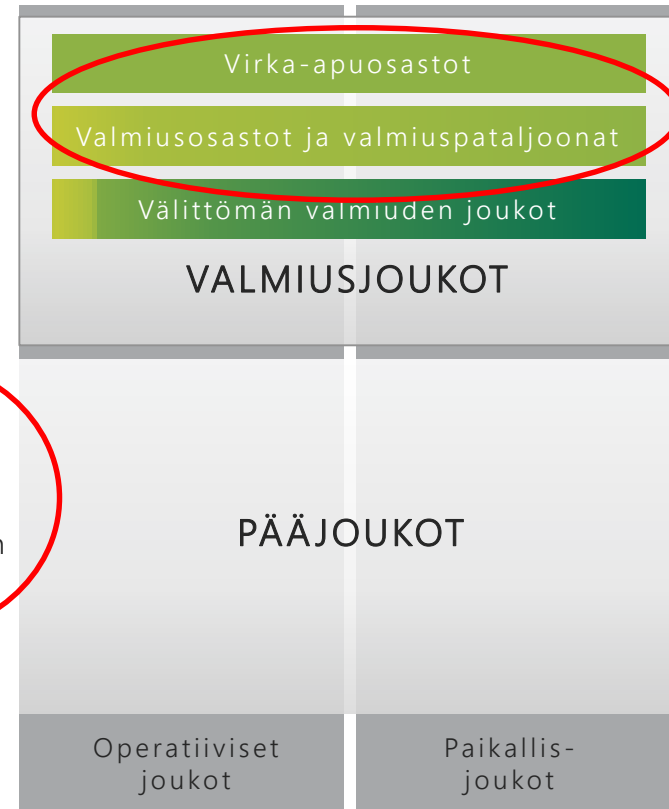 Virka-apuosastot
Valmiusosastot ja valmiuspataljoonat
Välittömän valmiuden joukot
VALMIUSJOUKOT
PÄÄJOUKOT
Operatiiviset
joukot
Paikallis-
joukot